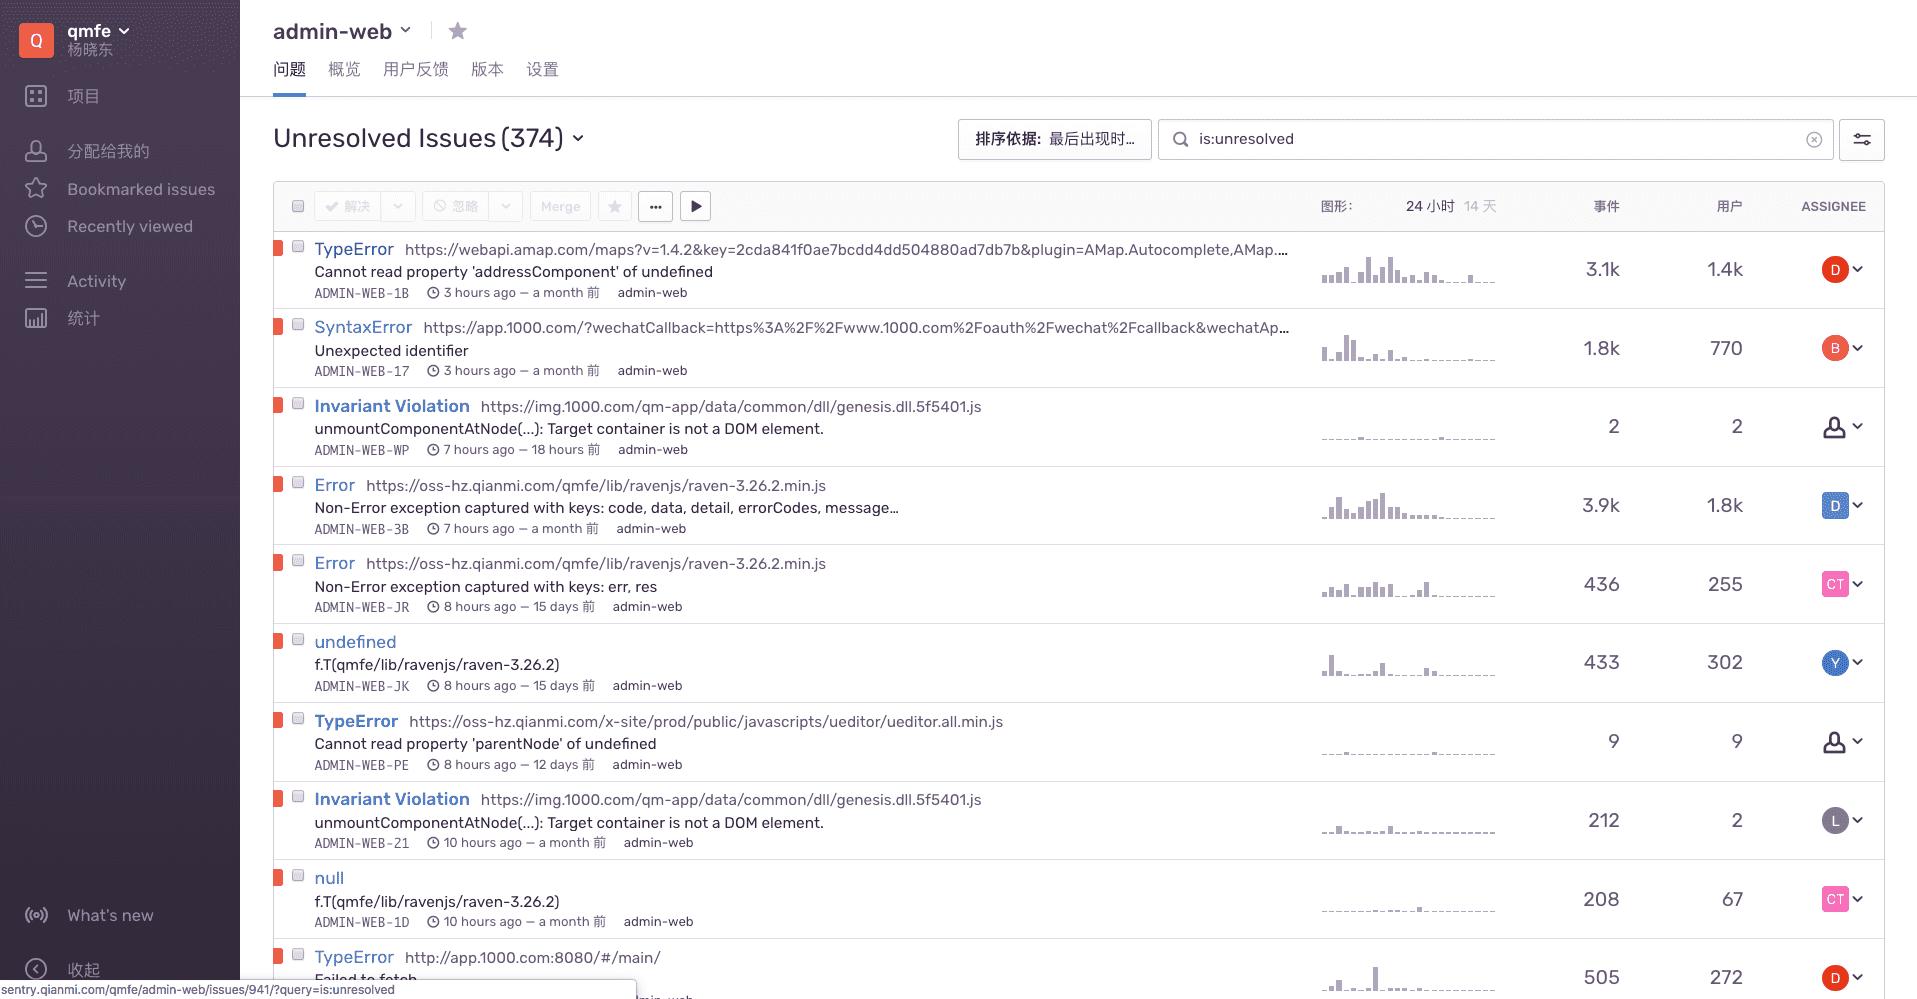 Q
qmfe
杨晓东
项目
分配给我的
Bookmarked issues
Recently viewed
Activity
统计
What's new
收起
admin-web
问题 概览 用户反馈 版本 设置
Unresolved Issues (374)
排序依据: 最后出现时... is:unresolved
解决 忽略 Merge 图形: 24 小时 14 天 事件 用户 ASSIGNEE
TypeError https://webapi.amap.com/maps?v=1.4.2&key=2cda841f0ae7bcdd4dd504880ad7db7b&plugin=AMap.Autocomplete,AMap....
Cannot read property 'addressComponent' of undefined
ADMIN-WEB-1B 3 hours ago — a month 前 admin-web
3.1k 1.4k D
SyntaxError https://app.1000.com/?wechatCallback=https%3A%2F%2Fwww.1000.com%2Foauth%2Fwechat%2Fcallback&wechatAp...
Unexpected identifier
ADMIN-WEB-17 3 hours ago — a month 前 admin-web
1.8k 770 B
Invariant Violation https://img.1000.com/qm-app/data/common/dll/genesis.dll.5f5401.js
unmountComponentAtNode(...): Target container is not a DOM element.
ADMIN-WEB-WP 7 hours ago — 18 hours 前 admin-web
2 2
Error https://oss-hz.qianmi.com/qmfe/lib/ravenjs/raven-3.26.2.min.js
Non-Error exception captured with keys: code, data, detail, errorCodes, message...
ADMIN-WEB-3B 7 hours ago — a month 前 admin-web
3.9k 1.8k D
Error https://oss-hz.qianmi.com/qmfe/lib/ravenjs/raven-3.26.2.min.js
Non-Error exception captured with keys: err, res
ADMIN-WEB-JR 8 hours ago — 15 days 前 admin-web
436 255 CT
undefined
f.T(qmfe/lib/ravenjs/raven-3.26.2)
ADMIN-WEB-JK 8 hours ago — 15 days 前 admin-web
433 302 Y
TypeError https://oss-hz.qianmi.com/x-site/prod/public/javascripts/ueditor/ueditor.all.min.js
Cannot read property 'parentNode' of undefined
ADMIN-WEB-PE 8 hours ago — 12 days 前 admin-web
9 9
Invariant Violation https://img.1000.com/qm-app/data/common/dll/genesis.dll.5f5401.js
unmountComponentAtNode(...): Target container is not a DOM element.
ADMIN-WEB-21 10 hours ago — a month 前 admin-web
212 2 L
null
f.T(qmfe/lib/ravenjs/raven-3.26.2)
ADMIN-WEB-1D 10 hours ago — a month 前 admin-web
208 67 CT
TypeError http://app.1000.com:8080/#/main/
Failed to fetch
505 272 D
sentry.qianmi.com/qmfe/admin-web/issues/941/?query=is:unresolved